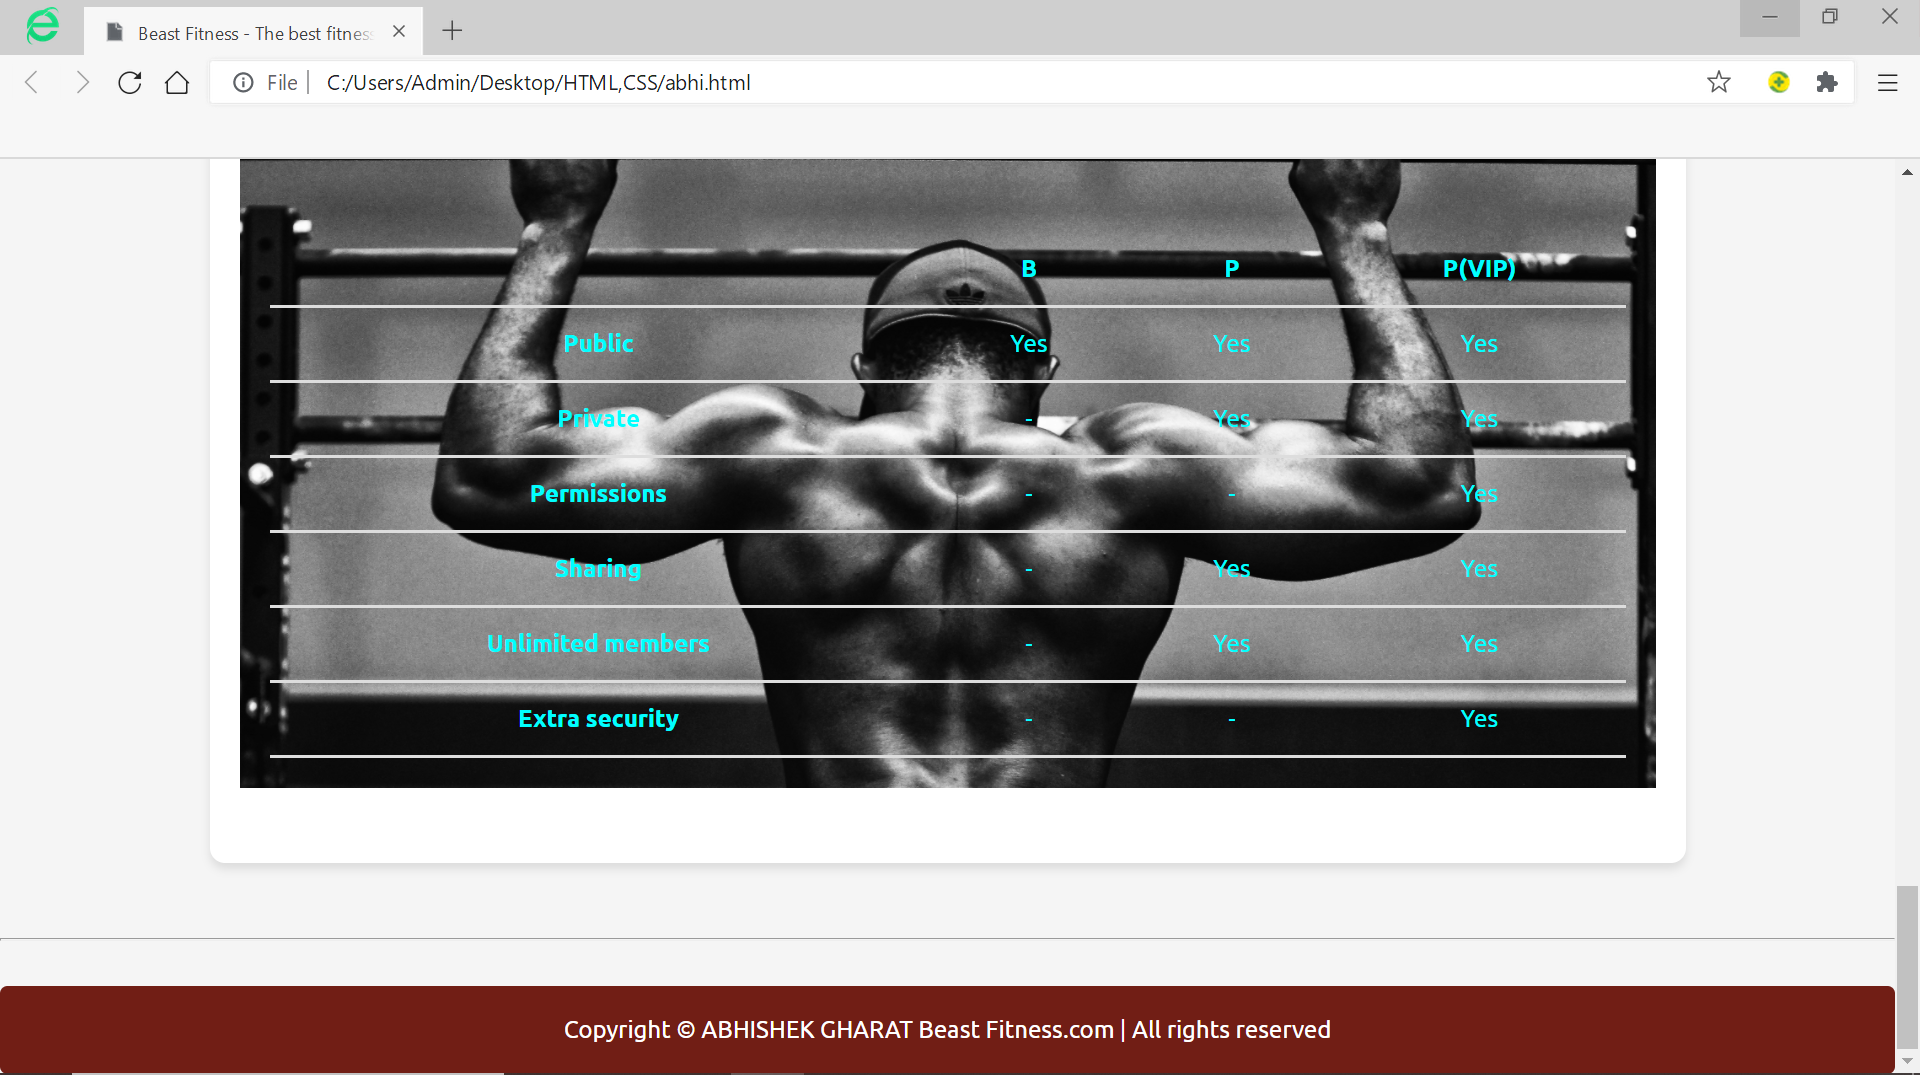 Beast Fitness - The best fitness
File | C:/Users/Admin/Desktop/HTML,CSS/abhi.html
B P P(VIP)
Public Yes Yes Yes
Private - Yes Yes
Permissions - - Yes
Sharing - Yes Yes
Unlimited members - Yes Yes
Extra security - - Yes
Copyright © ABHISHEK GHARAT Beast Fitness.com | All rights reserved